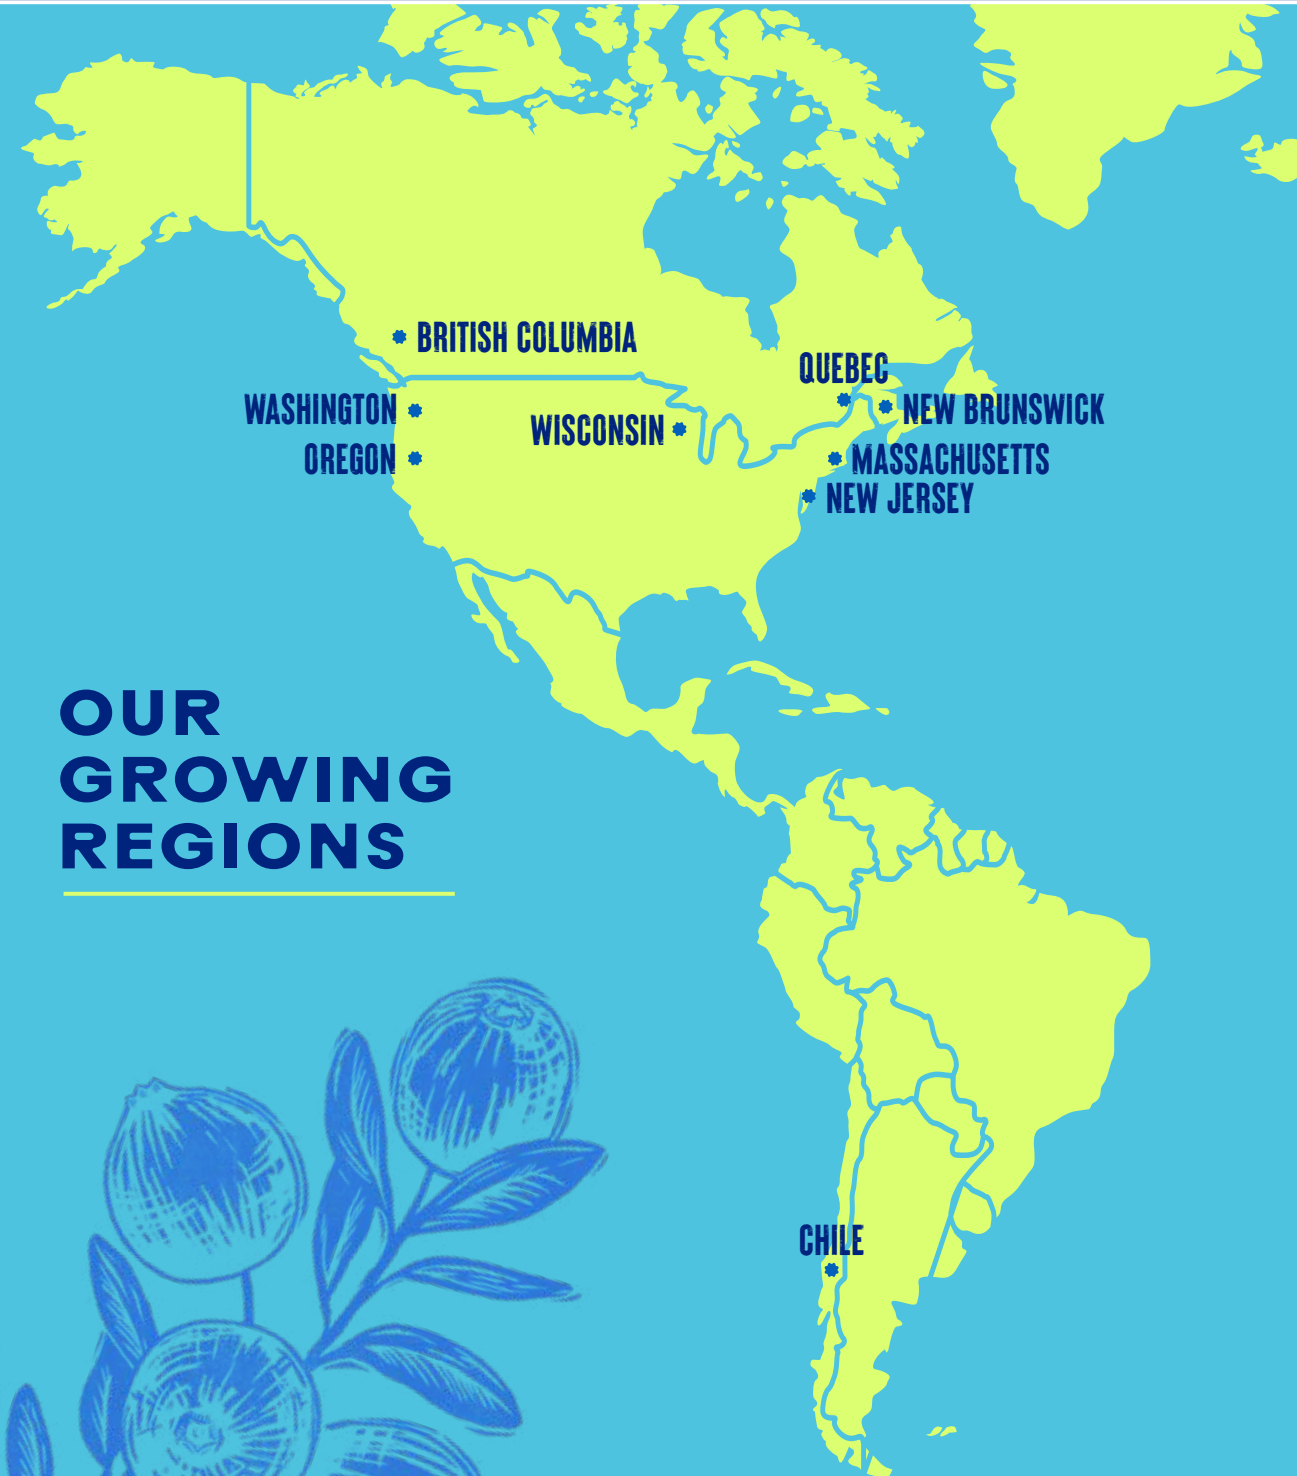 BRITISH COLUMBIA
QUEBEC
WASHINGTON
NEW BRUNSWICK
WISCONSIN
OREGON
MASSACHUSETTS
NEW JERSEY
OUR
GROWING
REGIONS
CHILE